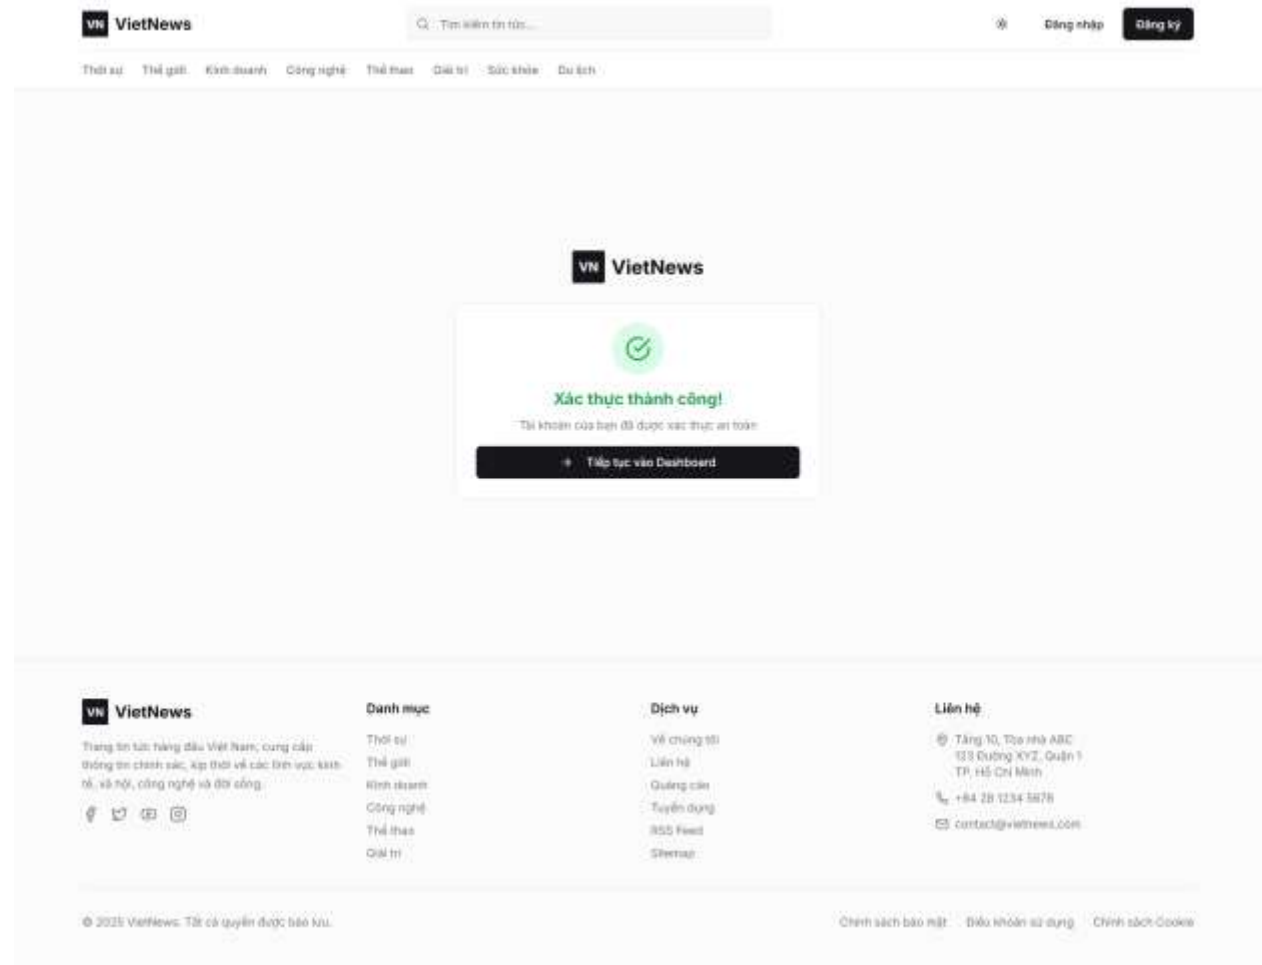 VN VietNews
Tìm kiếm tin tức...
Đăng nhập
Đăng ký
Thời sự Thế giới Kinh doanh Công nghệ Thể thao Giải trí Sức khỏe Du lịch
VN VietNews
Xác thực thành công!
Tài khoản của bạn đã được xác thực an toàn
Tiếp tục vào Dashboard
VN VietNews
Trang tin tức hàng đầu Việt Nam, cung cấp
thông tin chính xác, kịp thời về các lĩnh vực kinh
tế, xã hội, công nghệ và đời sống.
Danh mục
Thời sự
Thế giới
Kinh doanh
Công nghệ
Thể thao
Giải trí
Dịch vụ
Về chúng tôi
Liên hệ
Quảng cáo
Tuyển dụng
RSS Feed
Sitemap
Liên hệ
Tầng 10, Tòa nhà ABC
123 Đường XYZ, Quận 1
TP. Hồ Chí Minh
+84 28 1234 5678
contact@vietnews.com
© 2025 VietNews. Tất cả quyền được bảo lưu.
Chính sách bảo mật Điều khoản sử dụng Chính sách Cookie